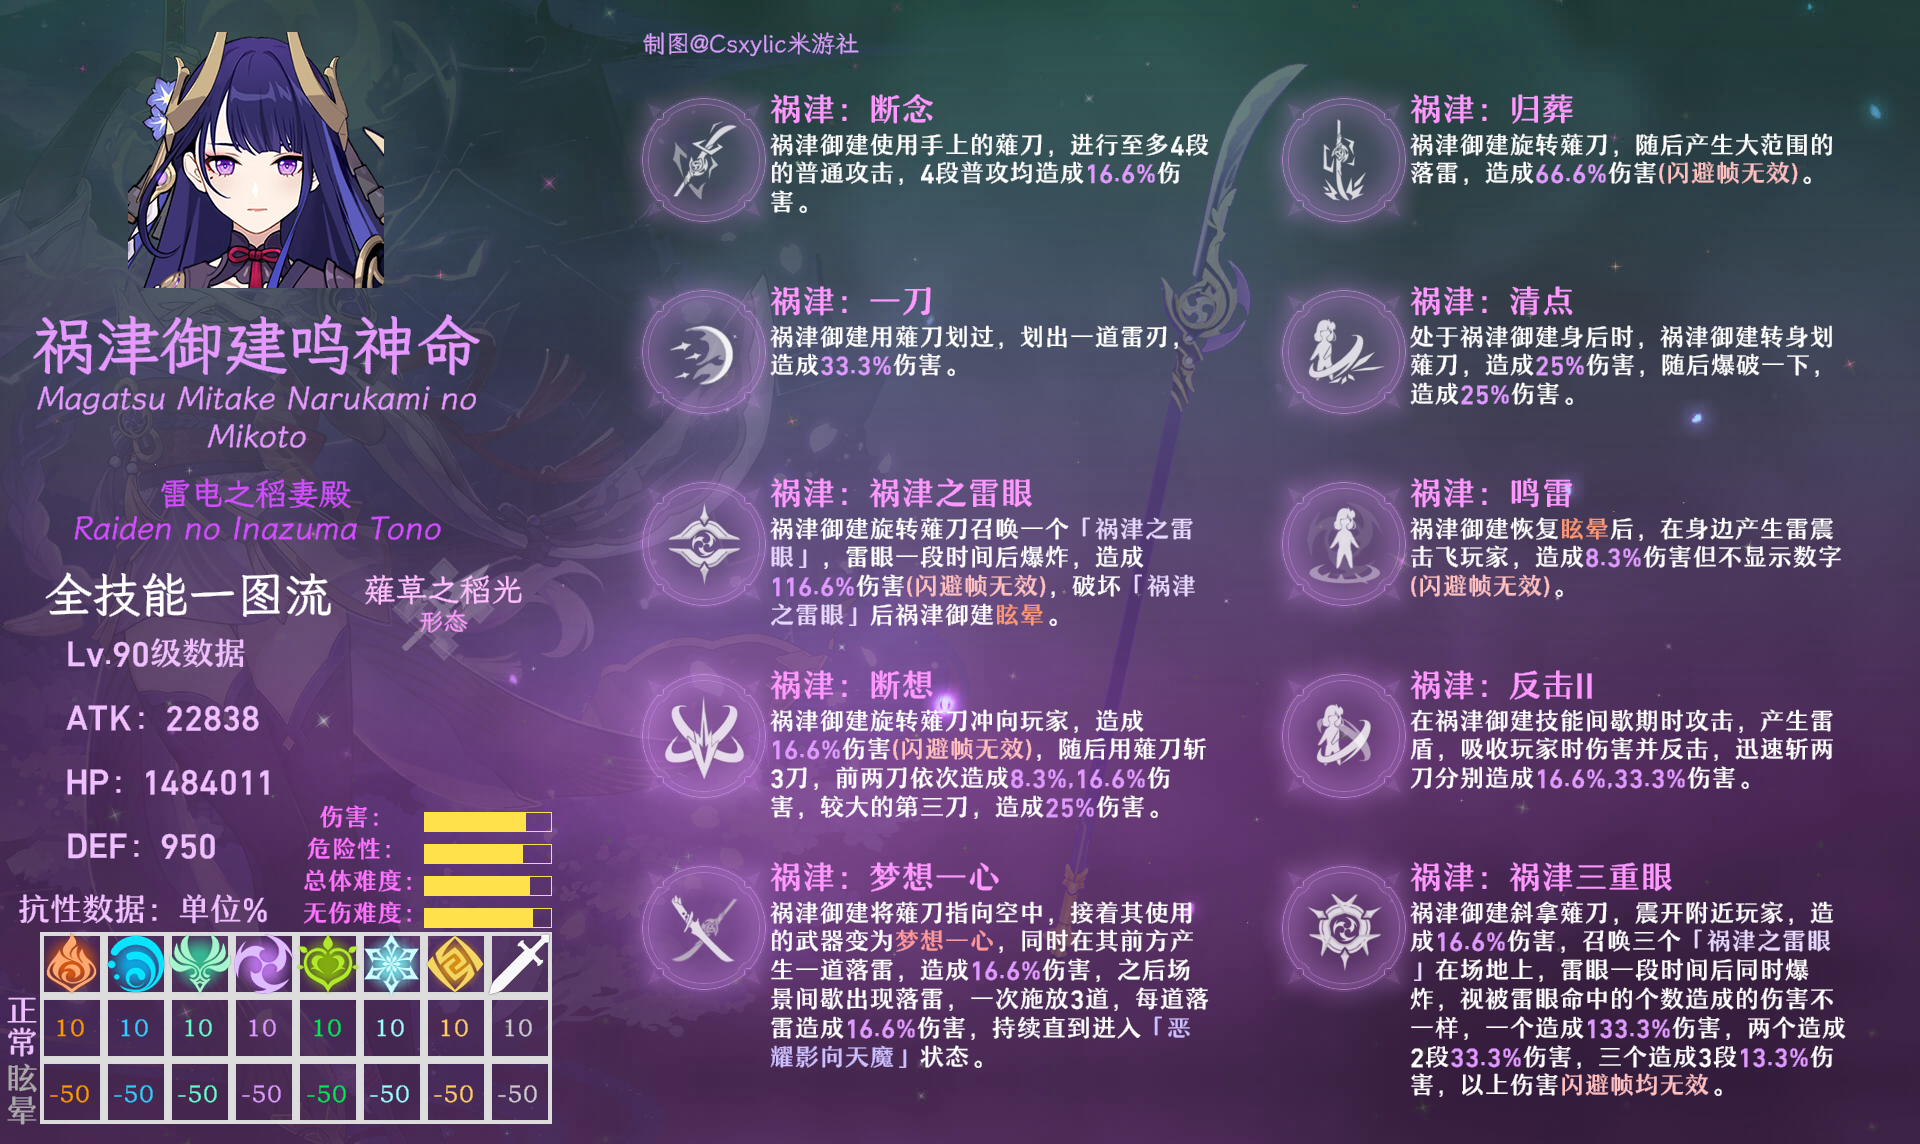 制图@Csxylic米游社
祸津御建鸣神命
Magatsu Mitake Narukami no
Mikoto
雷电之稻妻殿
Raiden no Inazuma Tono
全技能一图流
薙草之稻光
形态
Lv.90级数据
ATK：22838
HP：1484011
DEF：950
伤害：
危险性：
总体难度：
无伤难度：
抗性数据：单位%
正常
10 10 10 10 10 10 10 10
眩晕
-50 -50 -50 -50 -50 -50 -50 -50
祸津：断念
祸津御建使用手上的薙刀，进行至多4段
的普通攻击，4段普攻均造成16.6%伤
害。
祸津：一刀
祸津御建用薙刀划过，划出一道雷刃，
造成33.3%伤害。
祸津：祸津之雷眼
祸津御建旋转薙刀召唤一个「祸津之雷
眼」，雷眼一段时间后爆炸，造成
116.6%伤害(闪避帧无效)，破坏「祸津
之雷眼」后祸津御建眩晕。
祸津：断想
祸津御建旋转薙刀冲向玩家，造成
16.6%伤害(闪避帧无效)，随后用薙刀斩
3刀，前两刀依次造成8.3%,16.6%伤
害，较大的第三刀，造成25%伤害。
祸津：梦想一心
祸津御建将薙刀指向空中，接着其使用
的武器变为梦想一心，同时在其前方产
生一道落雷，造成16.6%伤害，之后场
景间歇出现落雷，一次施放3道，每道落
雷造成16.6%伤害，持续直到进入「恶
耀影向天魔」状态。
祸津：归葬
祸津御建旋转薙刀，随后产生大范围的
落雷，造成66.6%伤害(闪避帧无效)。
祸津：清点
处于祸津御建身后时，祸津御建转身划
薙刀，造成25%伤害，随后爆破一下，
造成25%伤害。
祸津：鸣雷
祸津御建恢复眩晕后，在身边产生雷震
击飞玩家，造成8.3%伤害但不显示数字
(闪避帧无效)。
祸津：反击II
在祸津御建技能间歇期时攻击，产生雷
盾，吸收玩家时伤害并反击，迅速斩两
刀分别造成16.6%,33.3%伤害。
祸津：祸津三重眼
祸津御建斜拿薙刀，震开附近玩家，造
成16.6%伤害，召唤三个「祸津之雷眼
」在场地上，雷眼一段时间后同时爆
炸，视被雷眼命中的个数造成的伤害不
一样，一个造成133.3%伤害，两个造成
2段33.3%伤害，三个造成3段13.3%伤
害，以上伤害闪避帧均无效。